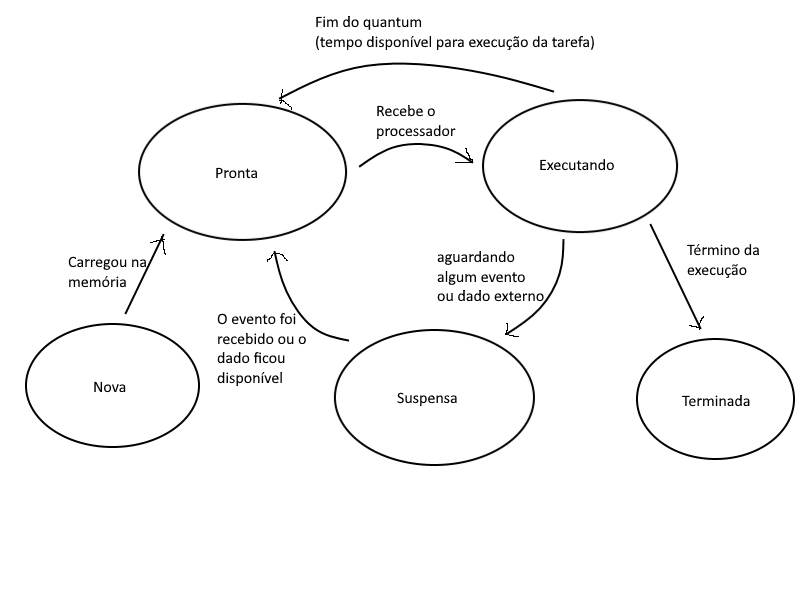 Fim do quantum
(tempo disponível para execução da tarefa)
Recebe o
processador
Pronta
Executando
Carregou na
memória
aguardando
algum evento
ou dado externo
Término da
execução
O evento foi
recebido ou o
dado ficou
disponível
Nova
Suspensa
Terminada